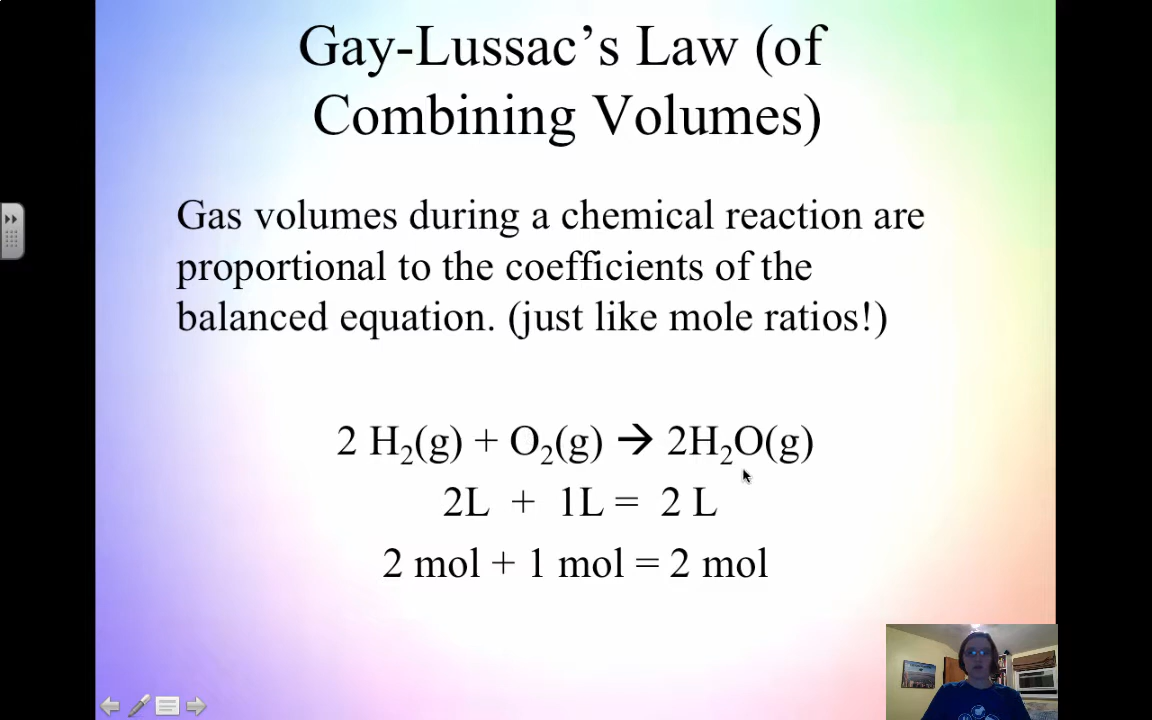 Gay-Lussac’s Law (of
Combining Volumes)
Gas volumes during a chemical reaction are
proportional to the coefficients of the
balanced equation. (just like mole ratios!)
2 H₂(g) + O₂(g) → 2H₂O(g)
2L + 1L = 2 L
2 mol + 1 mol = 2 mol